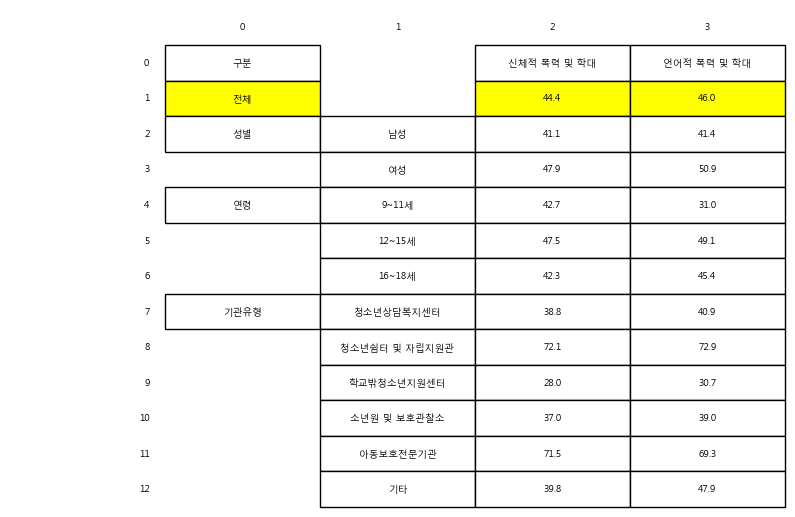 0 1 2 3
0 구분 신체적 폭력 및 학대 언어적 폭력 및 학대
1 전체 44.4 46.0
2 성별 남성 41.1 41.4
3 여성 47.9 50.9
4 연령 9~11세 42.7 31.0
5 12~15세 47.5 49.1
6 16~18세 42.3 45.4
7 기관유형 청소년상담복지센터 38.8 40.9
8 청소년쉼터 및 자립지원관 72.1 72.9
9 학교밖청소년지원센터 28.0 30.7
10 소년원 및 보호관찰소 37.0 39.0
11 아동보호전문기관 71.5 69.3
12 기타 39.8 47.9